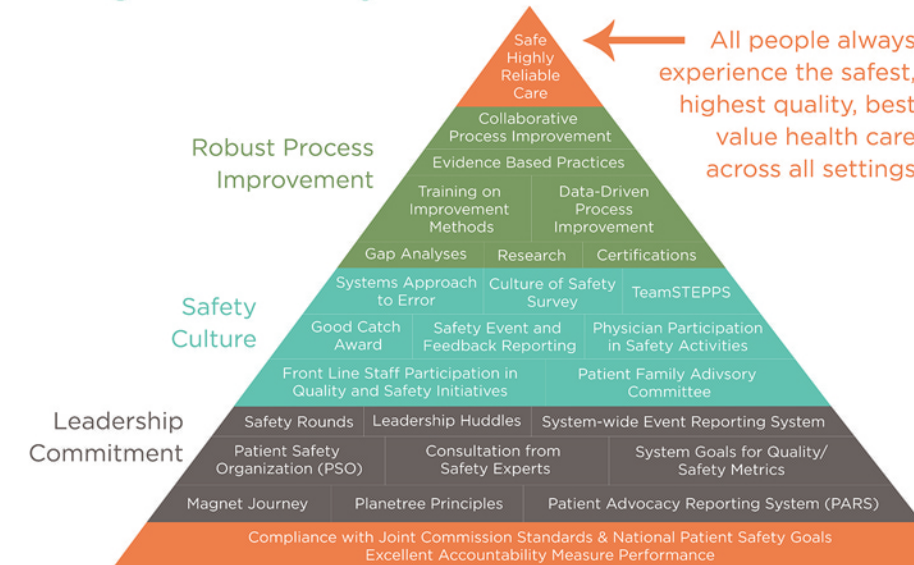 Safe
Highly
Reliable
Care
All people always
experience the safest,
highest quality, best
value health care
across all settings
Robust Process
Improvement
Collaborative
Process Improvement
Evidence Based Practices
Training on
Improvement
Methods
Data-Driven
Process
Improvement
Gap Analyses
Research
Certifications
Safety
Culture
Systems Approach
to Error
Culture of Safety
Survey
TeamSTEPPS
Good Catch
Award
Safety Event and
Feedback Reporting
Physician Participation
in Safety Activities
Front Line Staff Participation in
Quality and Safety Initiatives
Patient Family Adivsory
Committee
Leadership
Commitment
Safety Rounds
Leadership Huddles
System-wide Event Reporting System
Patient Safety
Organization (PSO)
Consultation from
Safety Experts
System Goals for Quality/
Safety Metrics
Magnet Journey
Planetree Principles
Patient Advocacy Reporting System (PARS)
Compliance with Joint Commission Standards & National Patient Safety Goals
Excellent Accountability Measure Performance